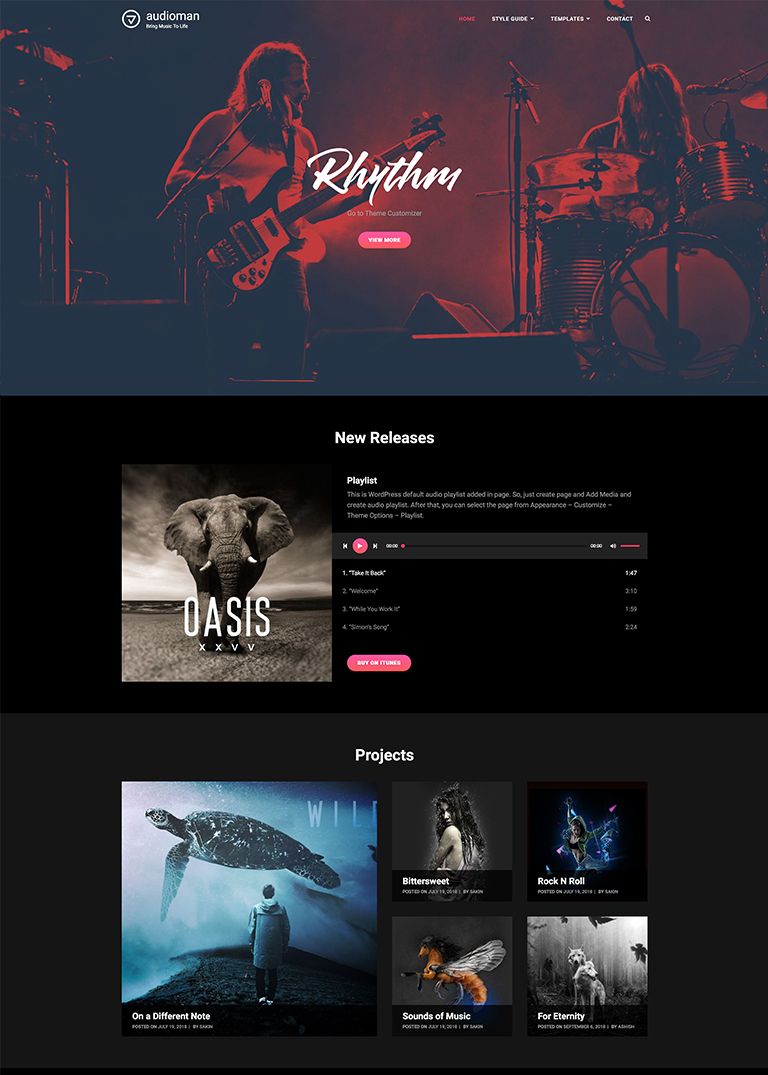 audioman
Bring Music To Life
HOME
STYLE GUIDE
TEMPLATES
CONTACT
Rhythm
Go to Theme Customizer
VIEW MORE
New Releases
OASIS
XXVV
Playlist
This is WordPress default audio playlist added in page. So, just create page and Add Media and
create audio playlist. After that, you can select the page from Appearance – Customize –
Theme Options – Playlist.
00:00
00:00
1. "Take It Back" 1:47
2. "Welcome" 3:10
3. "While You Work It" 1:59
4. "Simon's Song" 2:24
BUY ON ITUNES
Projects
WILD
On a Different Note
POSTED ON JULY 19, 2018 | BY SAKIN
Bittersweet
POSTED ON JULY 19, 2018 | BY SAKIN
Rock N Roll
POSTED ON JULY 19, 2018 | BY SAKIN
Sounds of Music
POSTED ON JULY 19, 2018 | BY SAKIN
For Eternity
POSTED ON SEPTEMBER 6, 2018 | BY ASHISH